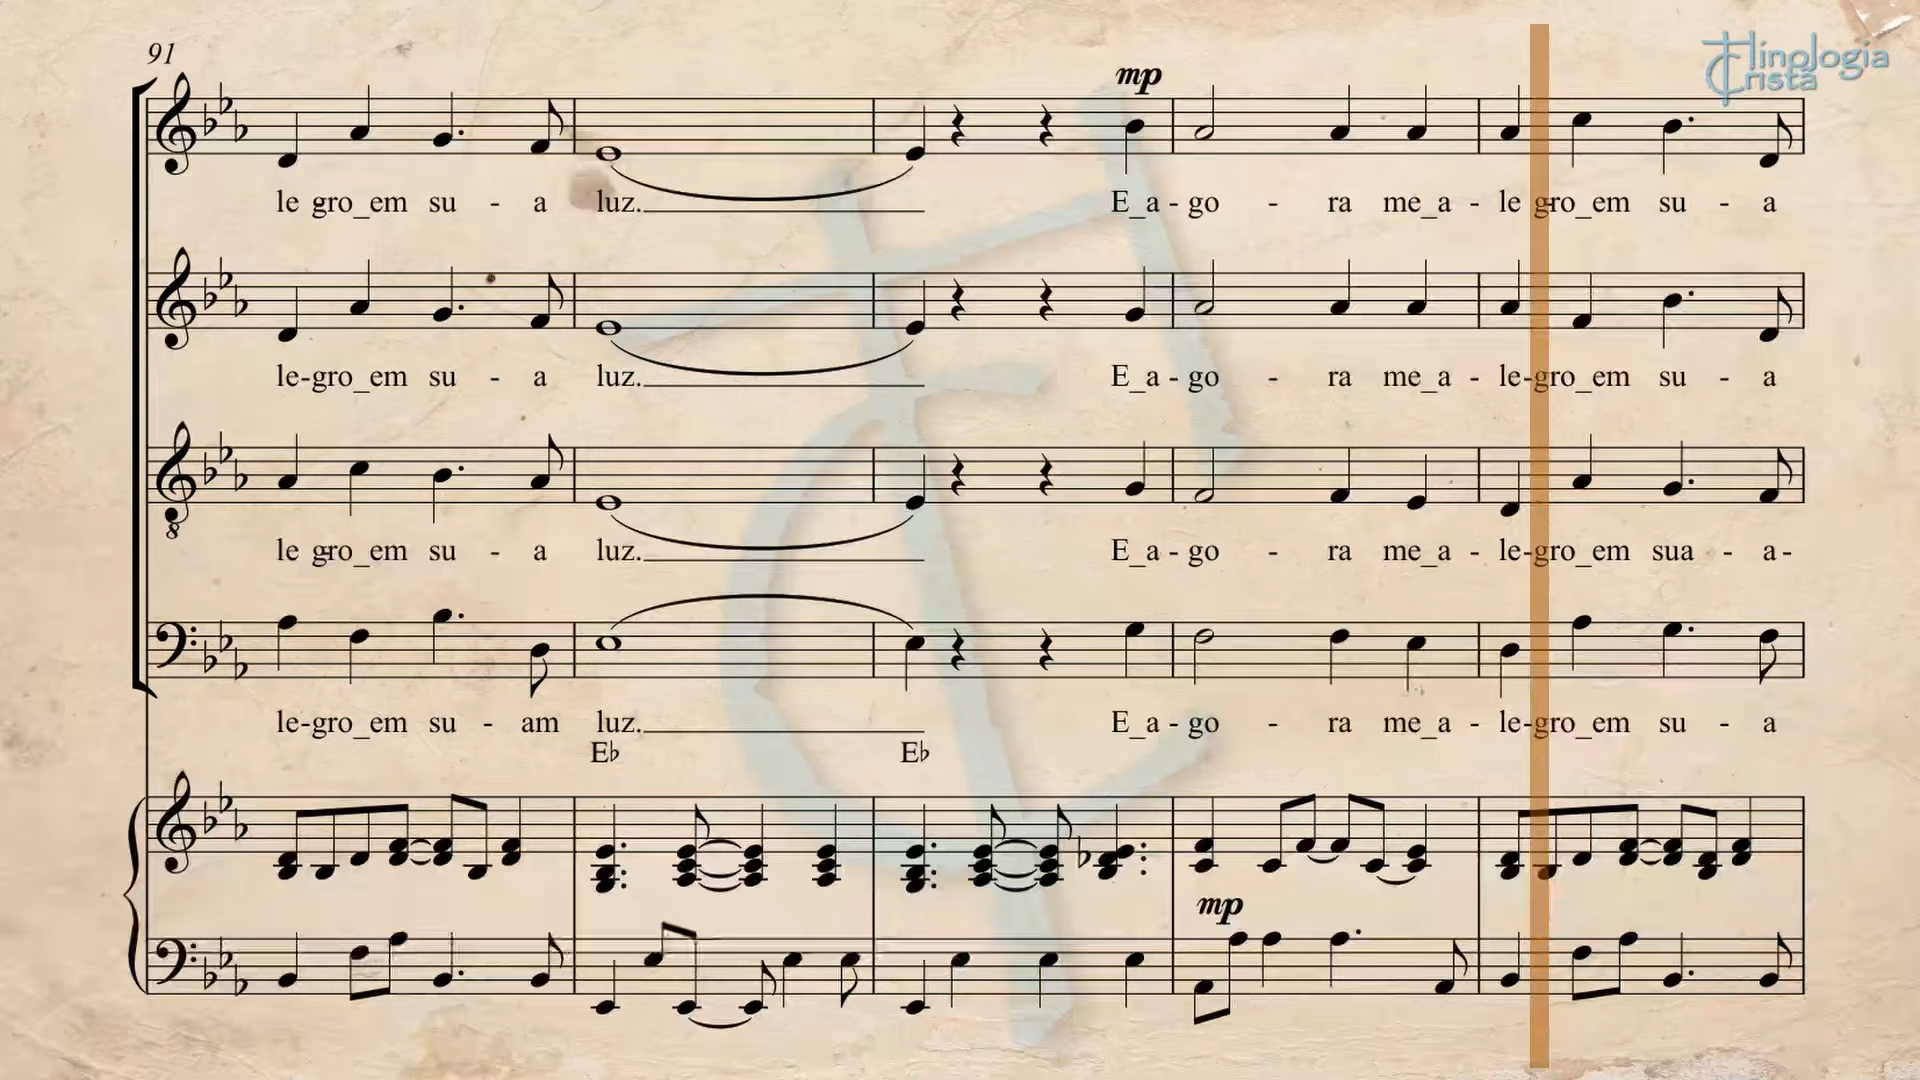 91
Hinologia
Cristã
mp
le gro_em su - a luz. E_a - go - ra me_a - le gro_em su - a
le-gro_em su - a luz. E_a - go - ra me_a - le-gro_em su - a
8
le gro_em su - a luz. E_a - go - ra me_a - le-gro_em sua - a-
le-gro_em su - am luz. E_a - go - ra me_a - le-gro_em su - a
E♭ E♭
mp